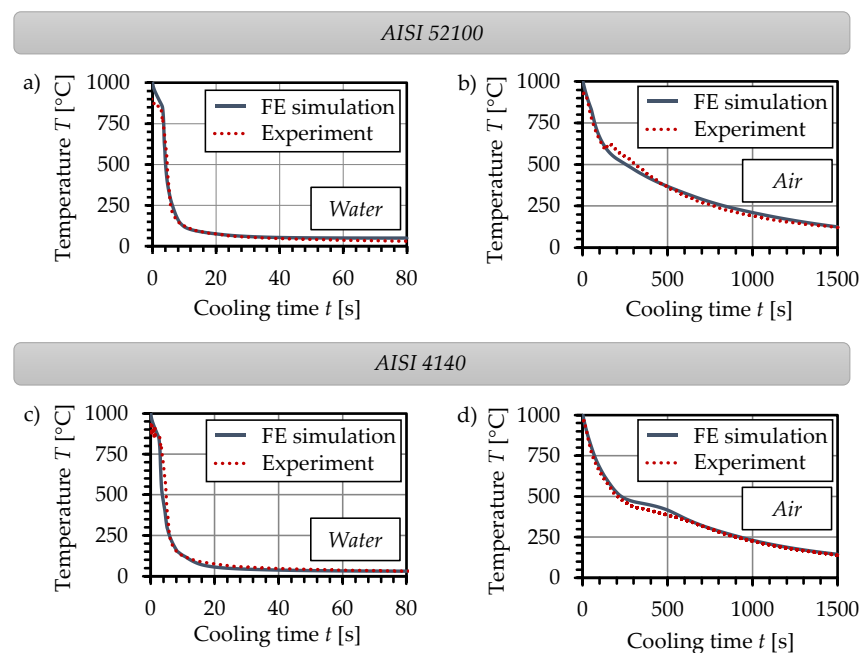 AISI 52100
a)
Temperature T [°C]
1000
750
500
250
0
FE simulation
Experiment
Water
0 20 40 60 80
Cooling time t [s]
b)
Temperature T [°C]
1000
750
500
250
0
FE simulation
Experiment
Air
0 500 1000 1500
Cooling time t [s]
AISI 4140
c)
Temperature T [°C]
1000
750
500
250
0
FE simulation
Experiment
Water
0 20 40 60 80
Cooling time t [s]
d)
Temperature T [°C]
1000
750
500
250
0
FE simulation
Experiment
Air
0 500 1000 1500
Cooling time t [s]